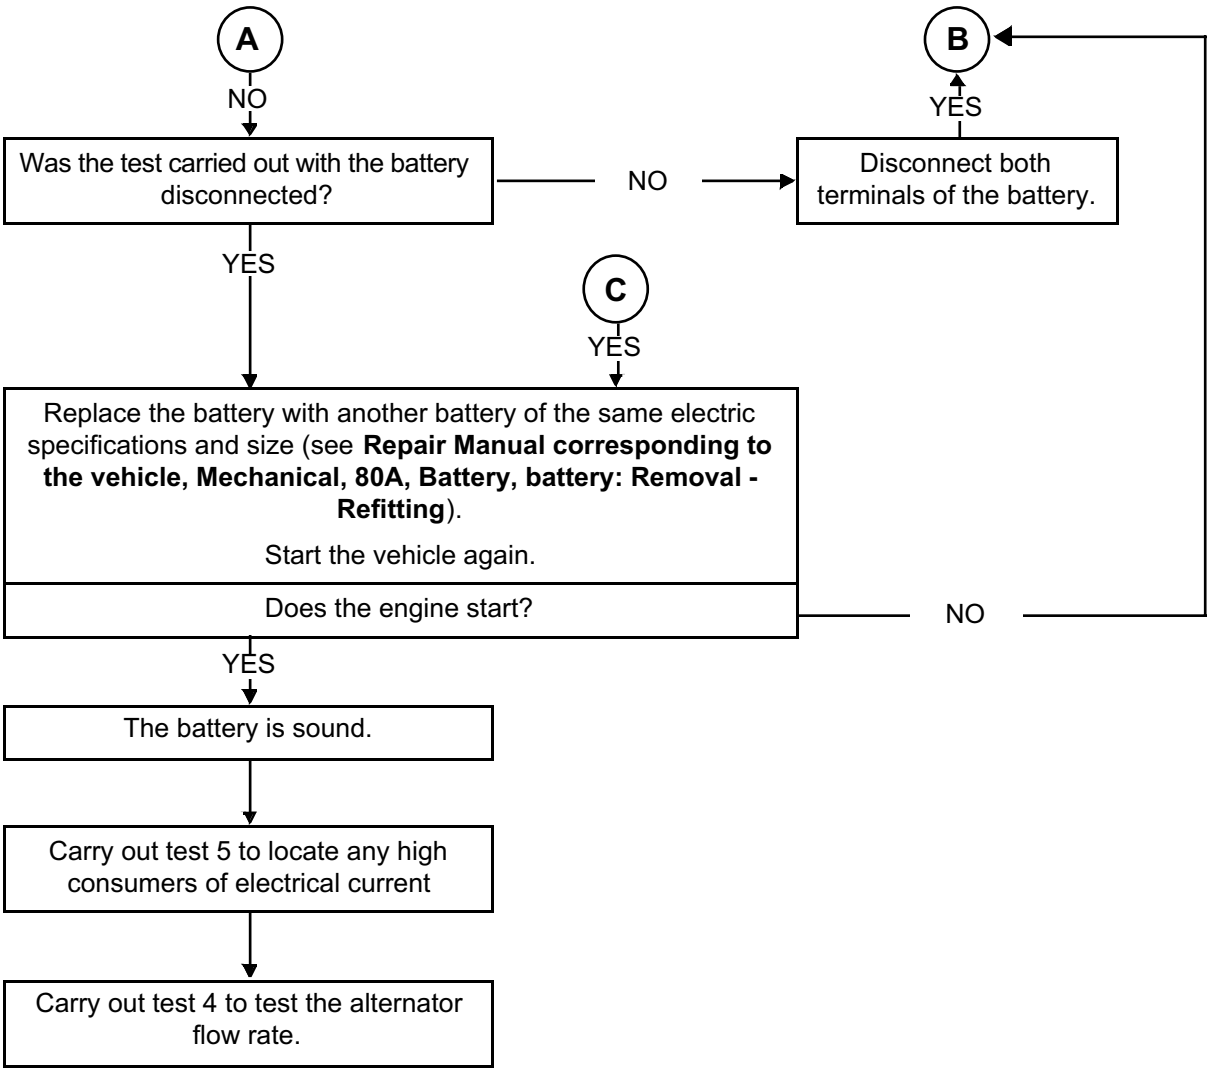 A
B
NO
YES
Was the test carried out with the battery
disconnected?
NO
Disconnect both
terminals of the battery.
YES
C
YES
Replace the battery with another battery of the same electric
specifications and size (see Repair Manual corresponding to
the vehicle, Mechanical, 80A, Battery, battery: Removal -
Refitting).
Start the vehicle again.
Does the engine start?
NO
YES
The battery is sound.
Carry out test 5 to locate any high
consumers of electrical current
Carry out test 4 to test the alternator
flow rate.